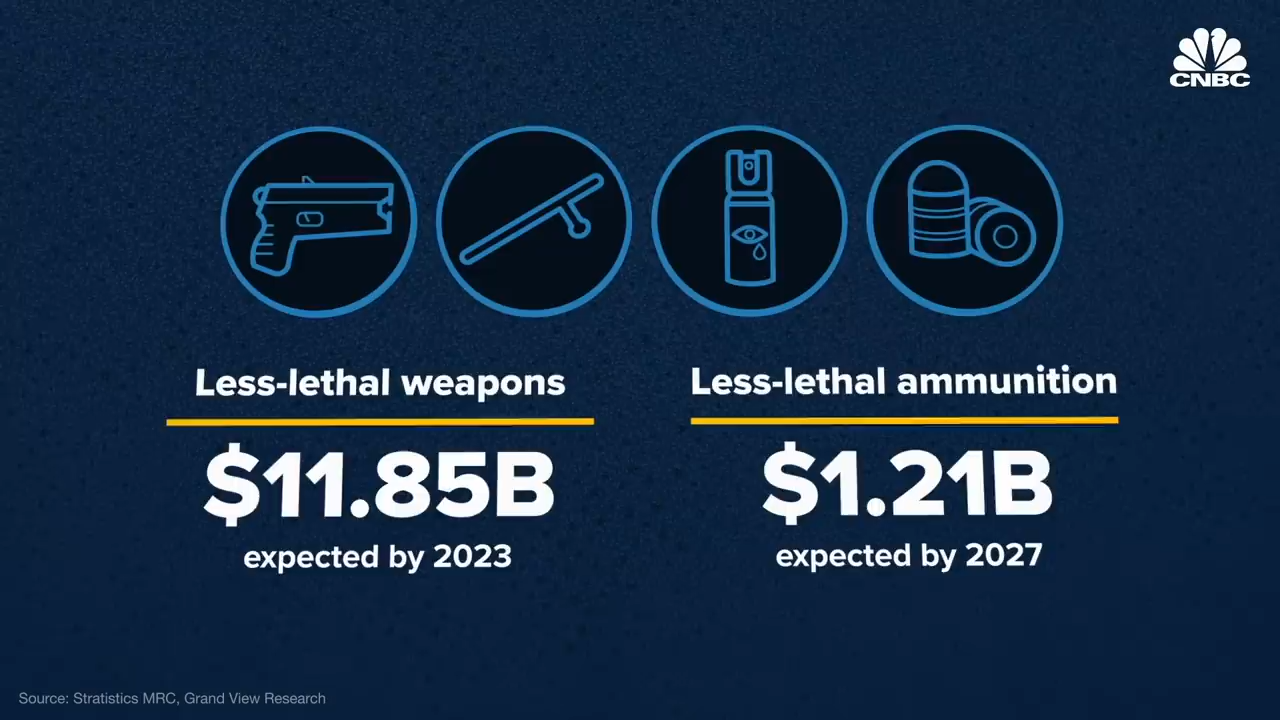 CNBC
Less-lethal weapons
$11.85B
expected by 2023
Less-lethal ammunition
$1.21B
expected by 2027
Source: Stratistics MRC, Grand View Research